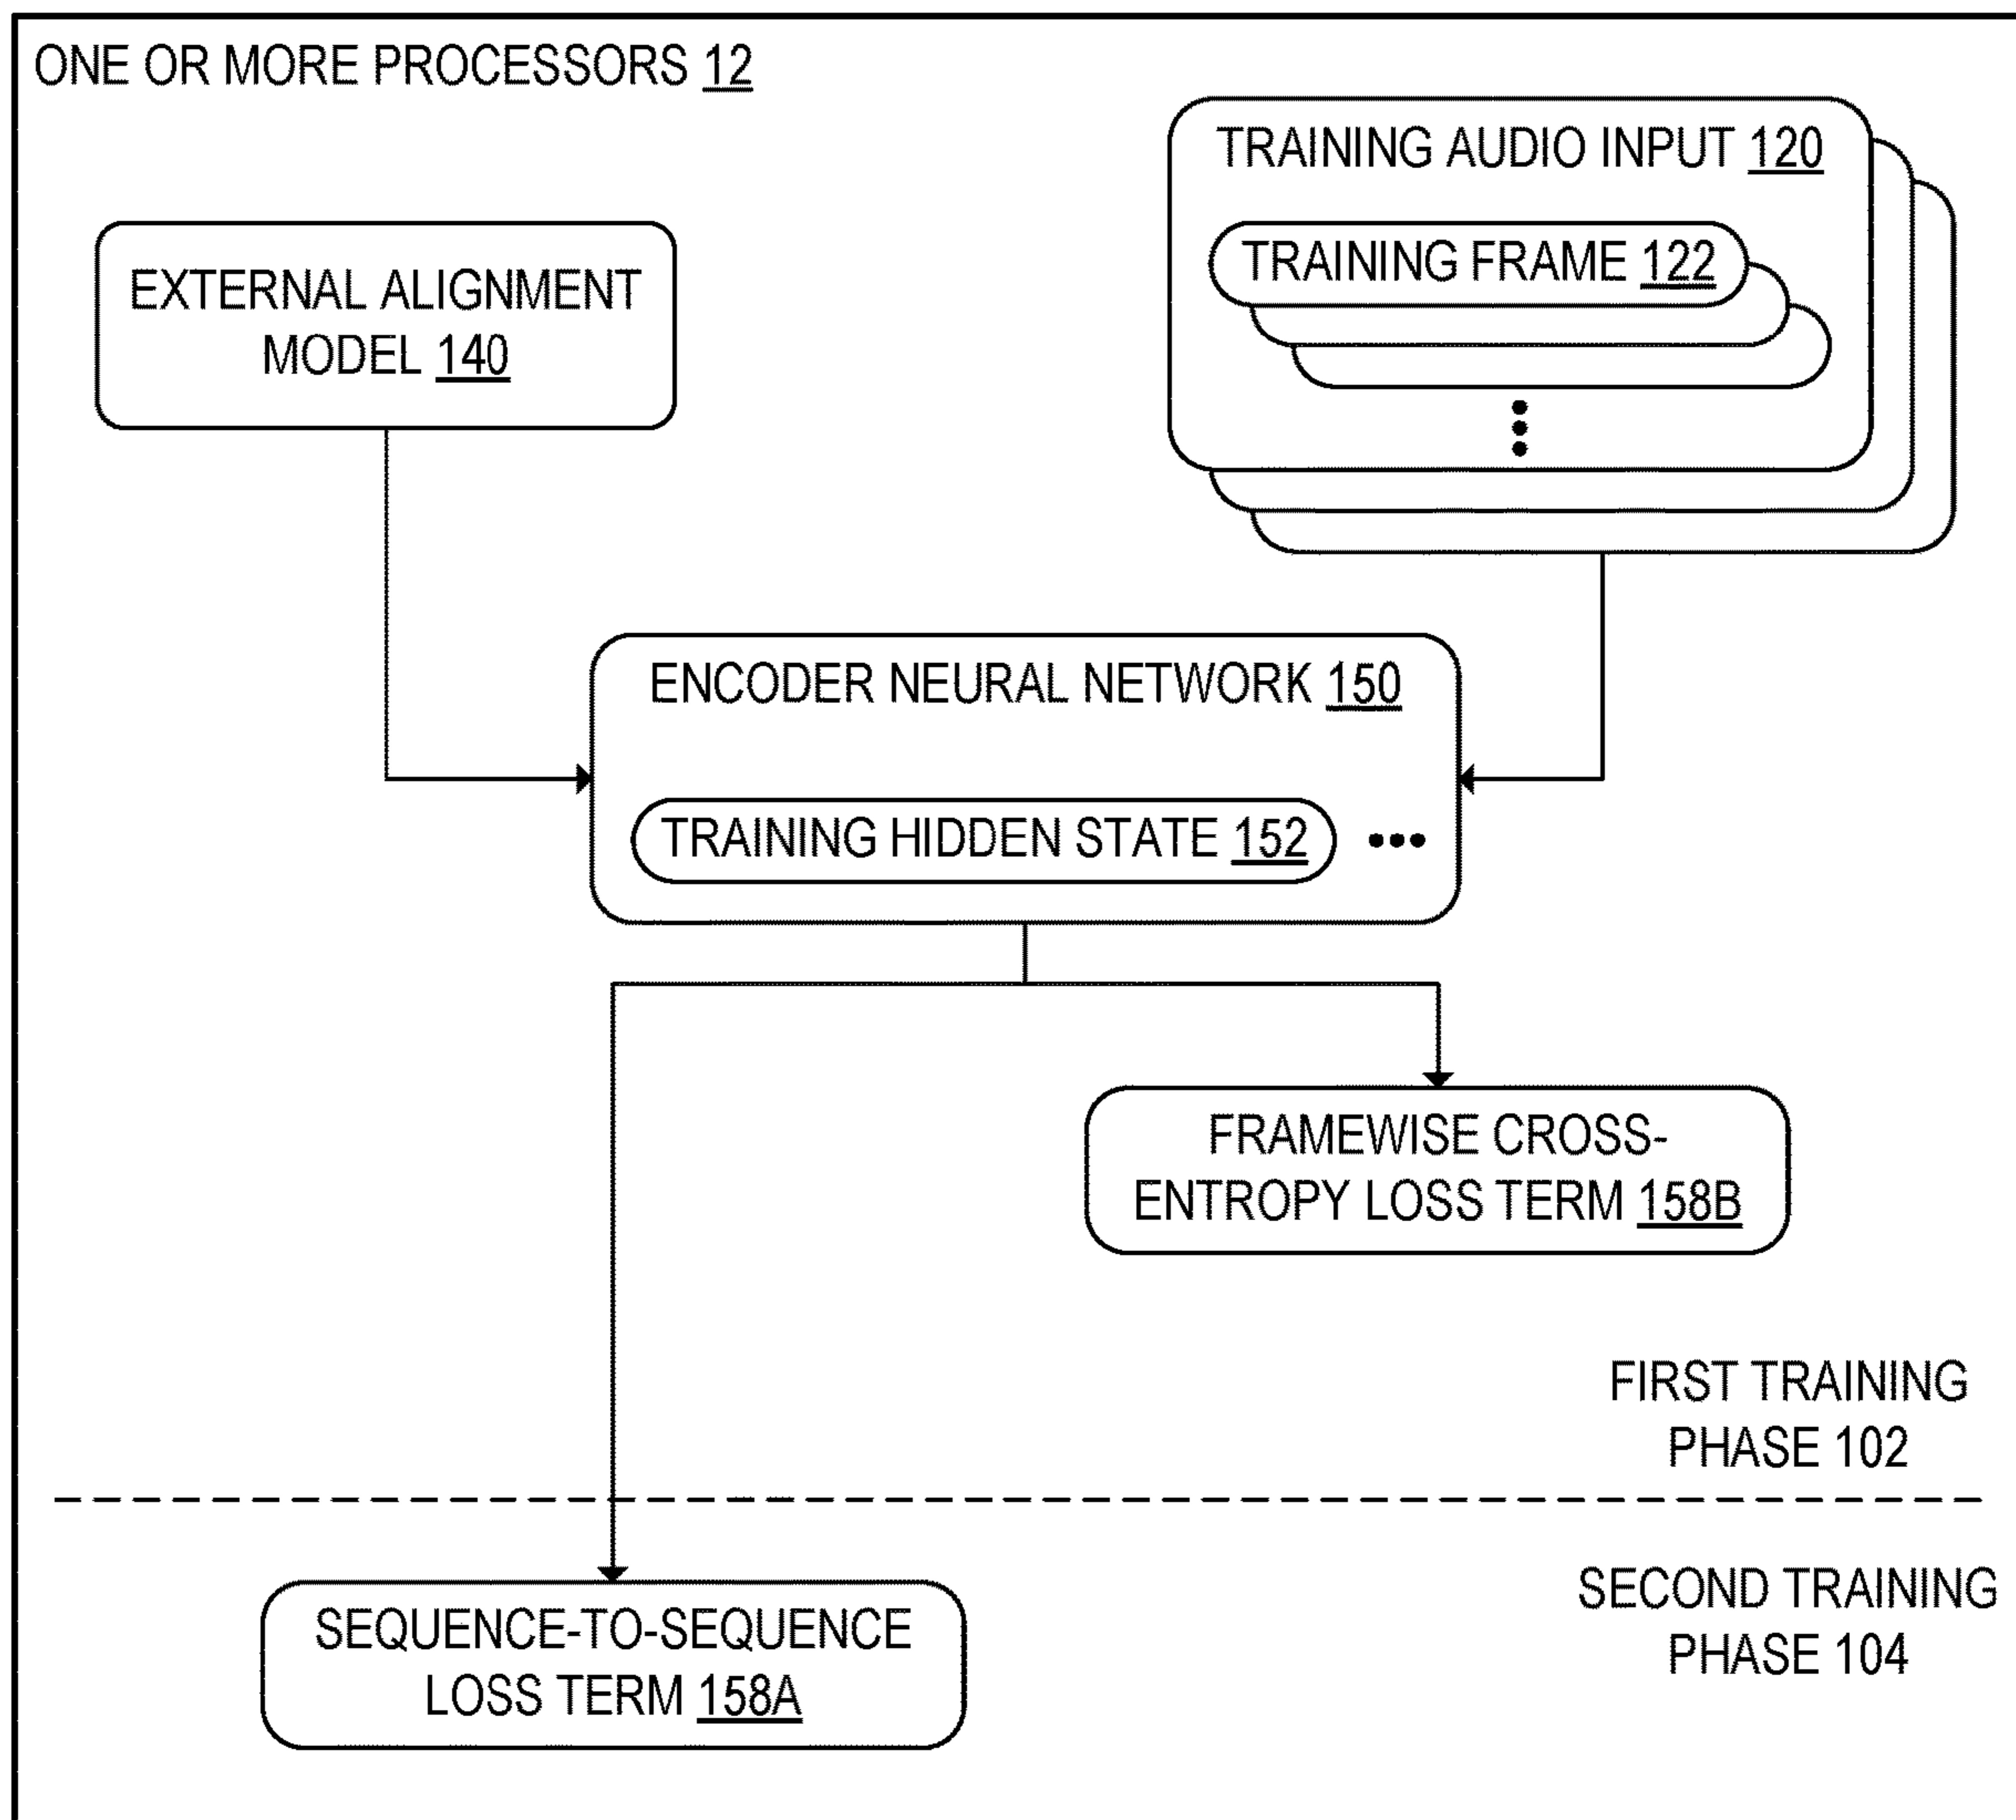 ONE OR MORE PROCESSORS 12
TRAINING AUDIO INPUT 120
TRAINING FRAME 122
EXTERNAL ALIGNMENT
MODEL 140
ENCODER NEURAL NETWORK 150
TRAINING HIDDEN STATE 152
FRAMEWISE CROSS-
ENTROPY LOSS TERM 158B
FIRST TRAINING
PHASE 102
SECOND TRAINING
PHASE 104
SEQUENCE-TO-SEQUENCE
LOSS TERM 158A